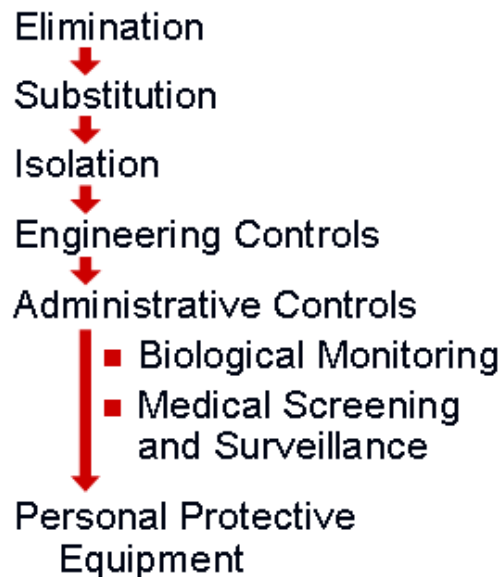 Elimination
Substitution
Isolation
Engineering Controls
Administrative Controls
Biological Monitoring
Medical Screening
and Surveillance
Personal Protective
Equipment